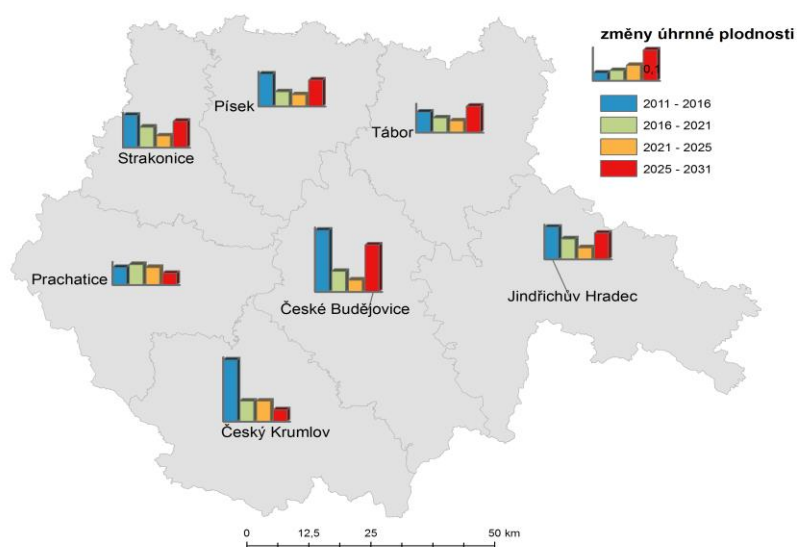 změny úhrnné plodnosti
0,1
2011 - 2016
2016 - 2021
2021 - 2025
2025 - 2031
Písek
Tábor
Strakonice
Prachatice
České Budějovice
Jindřichův Hradec
Český Krumlov
0 12,5 25 50 km